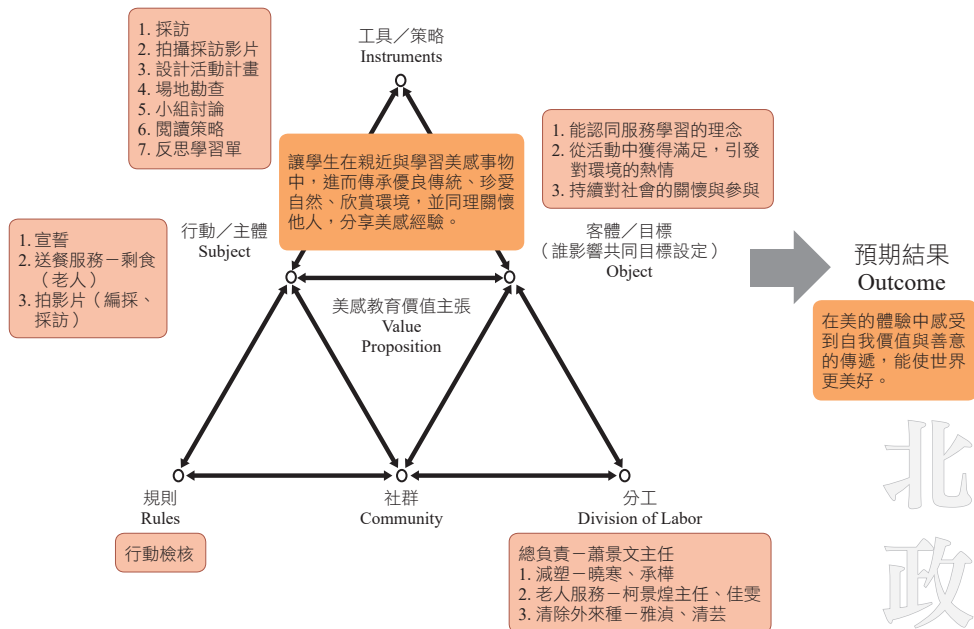 1. 採訪
2. 拍攝採訪影片
3. 設計活動計畫
4. 場地勘查
5. 小組討論
6. 閱讀策略
7. 反思學習單
工具／策略
Instruments
1. 能認同服務學習的理念
2. 從活動中獲得滿足，引發
對環境的熱情
3. 持續對社會的關懷與參與
讓學生在親近與學習美感事物
中，進而傳承優良傳統、珍愛
自然、欣賞環境，並同理關懷
他人，分享美感經驗。
1. 宣誓
2. 送餐服務－剩食
（老人）
3. 拍影片（編採、
採訪）
行動／主體
Subject
客體／目標
（誰影響共同目標設定）
Object
美感教育價值主張
Value
Proposition
預期結果
Outcome
在美的體驗中感受
到自我價值與善意
的傳遞，能使世界
更美好。
規則
Rules
行動檢核
社群
Community
分工
Division of Labor
總負責－蕭景文主任
1. 減塑－曉寒、承樺
2. 老人服務－柯景煌主任、佳雯
3. 清除外來種－雅湞、清芸
北
政